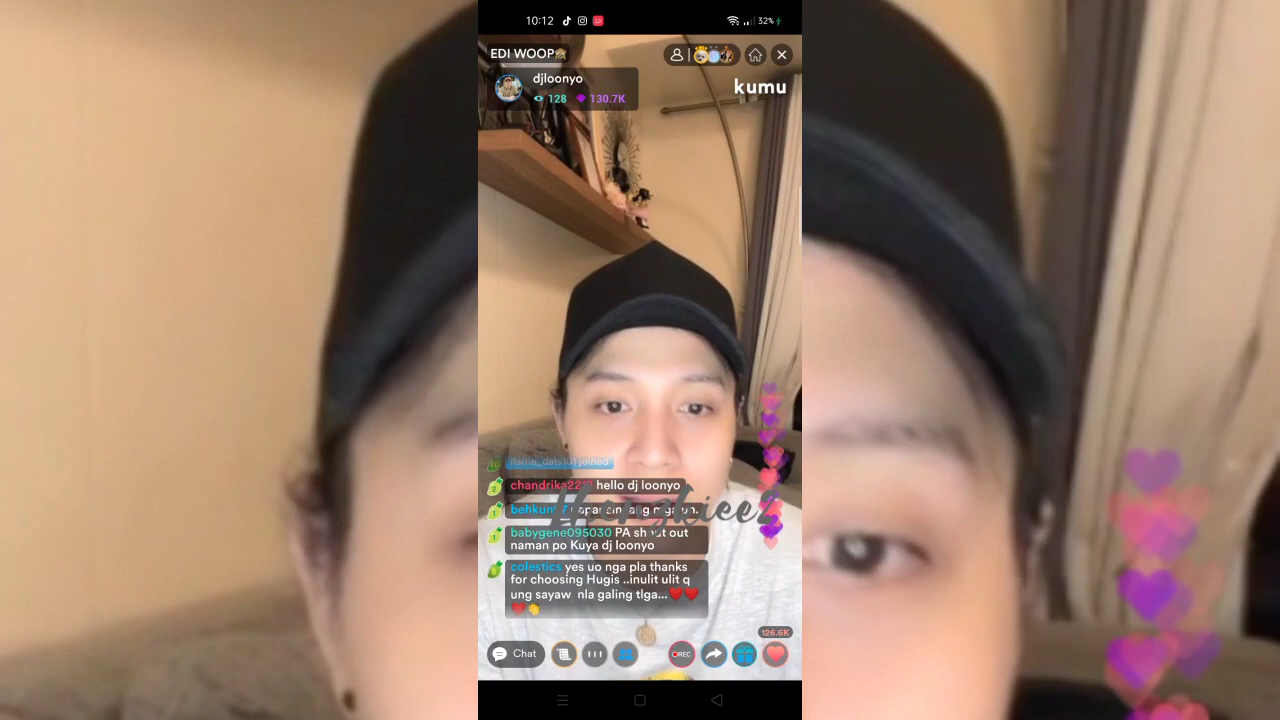 10:12
32%
EDI WOOP
djloonyo
128 130.7K
kumu
joined
hello dj loonyo
babygene095030 PA sh ut out
naman po Kuya dj loonyo
colestics yes uo nga pla thanks
for choosing Hugis ..inulit ulit q
ung sayaw nla galing tlga...
126.6K
Chat
REC